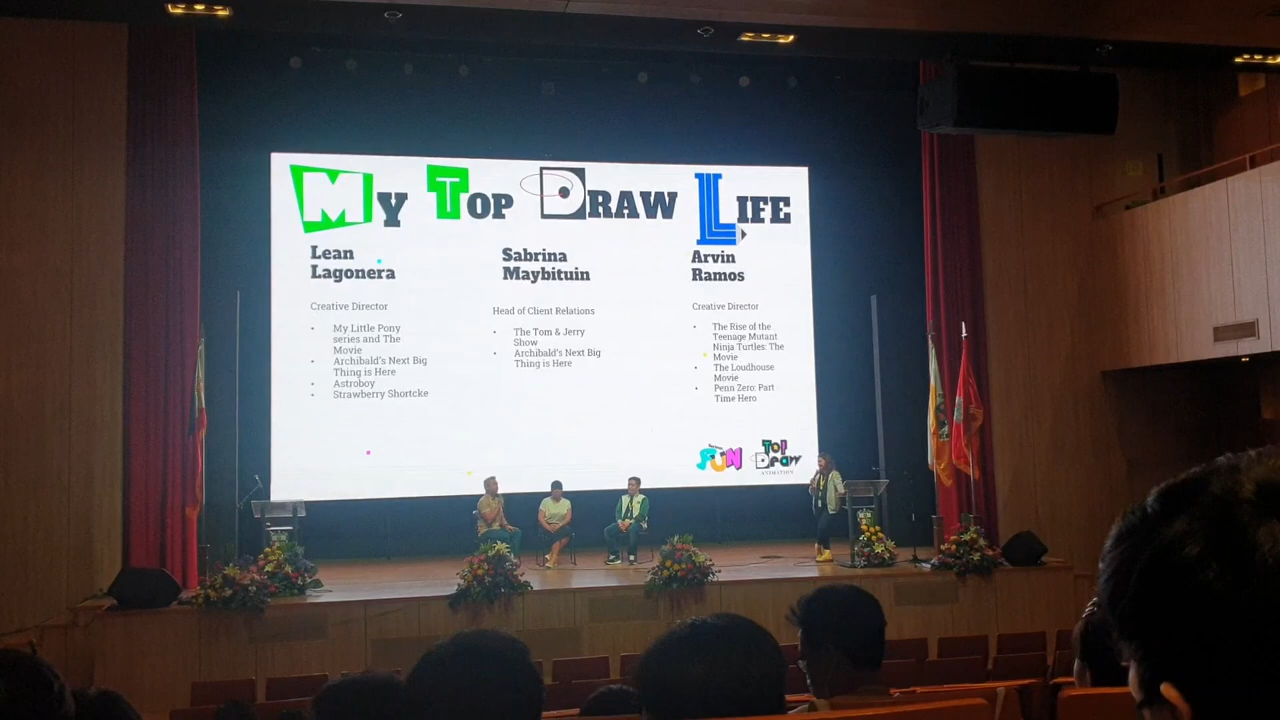 My Top Draw Life
Lean
Lagonera
Creative Director
• My Little Pony
series and The
Movie
• Archibald's Next Big
Thing is Here
• Astroboy
• Strawberry Shortcke
Sabrina
Maybituin
Head of Client Relations
• The Tom & Jerry
Show
• Archibald's Next Big
Thing is Here
Arvin
Ramos
Creative Director
• The Rise of the
Teenage Mutant
Ninja Turtles: The
Movie
• The Loudhouse
Movie
• Penn Zero: Part
Time Hero
FUN
Top
Draw
ANIMATION